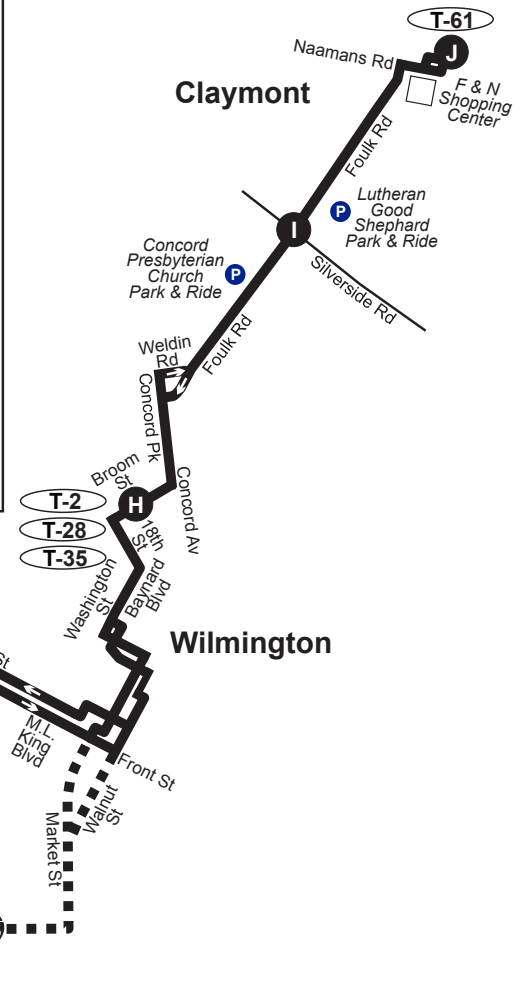 T-61
J
Naamans Rd
F & N
Shopping
Center
Claymont
Foulk Rd
Lutheran
Good
Shephard
Park & Ride
P
I
Concord
Presbyterian
Church
Park & Ride
P
Silverside Rd
Foulk Rd
Weldin
Rd
Concord Pk
Broom
St
Concord Av
T-2
H
T-28
18th
St
T-35
Washington
St
Baynard
Blvd
Wilmington
St
M.L.
King
Blvd
Front St
Walnut
St
Market St